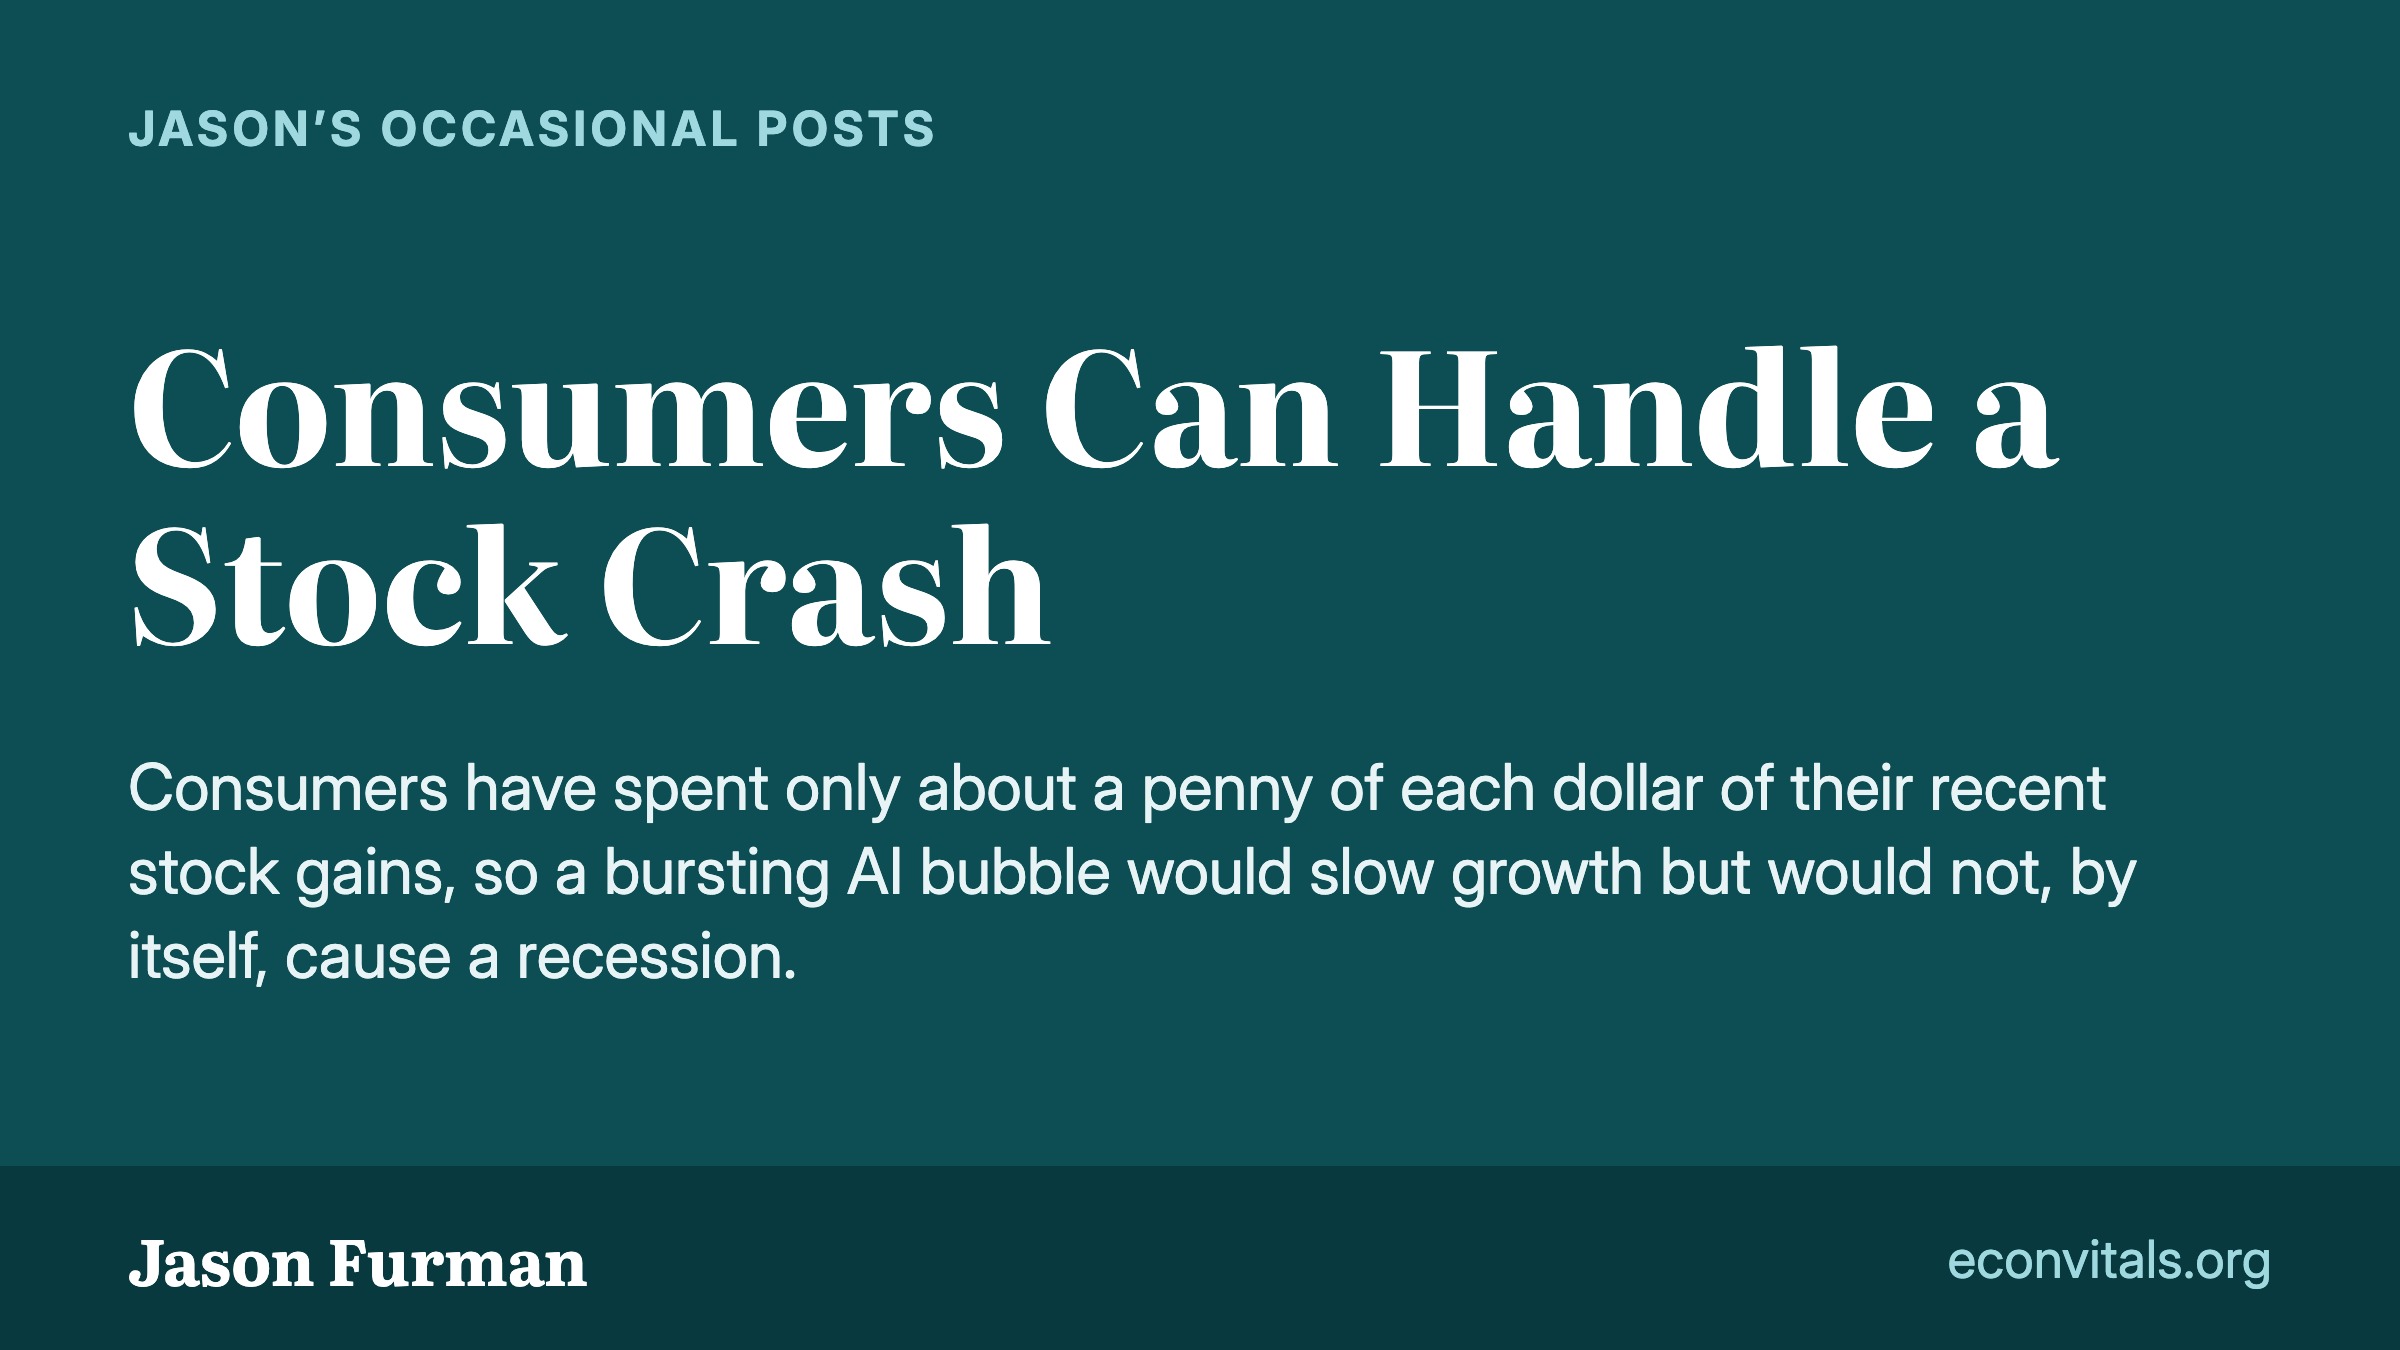 JASON’S OCCASIONAL POSTS
Consumers Can Handle a
Stock Crash
Consumers have spent only about a penny of each dollar of their recent
stock gains, so a bursting AI bubble would slow growth but would not, by
itself, cause a recession.
Jason Furman
econvitals.org